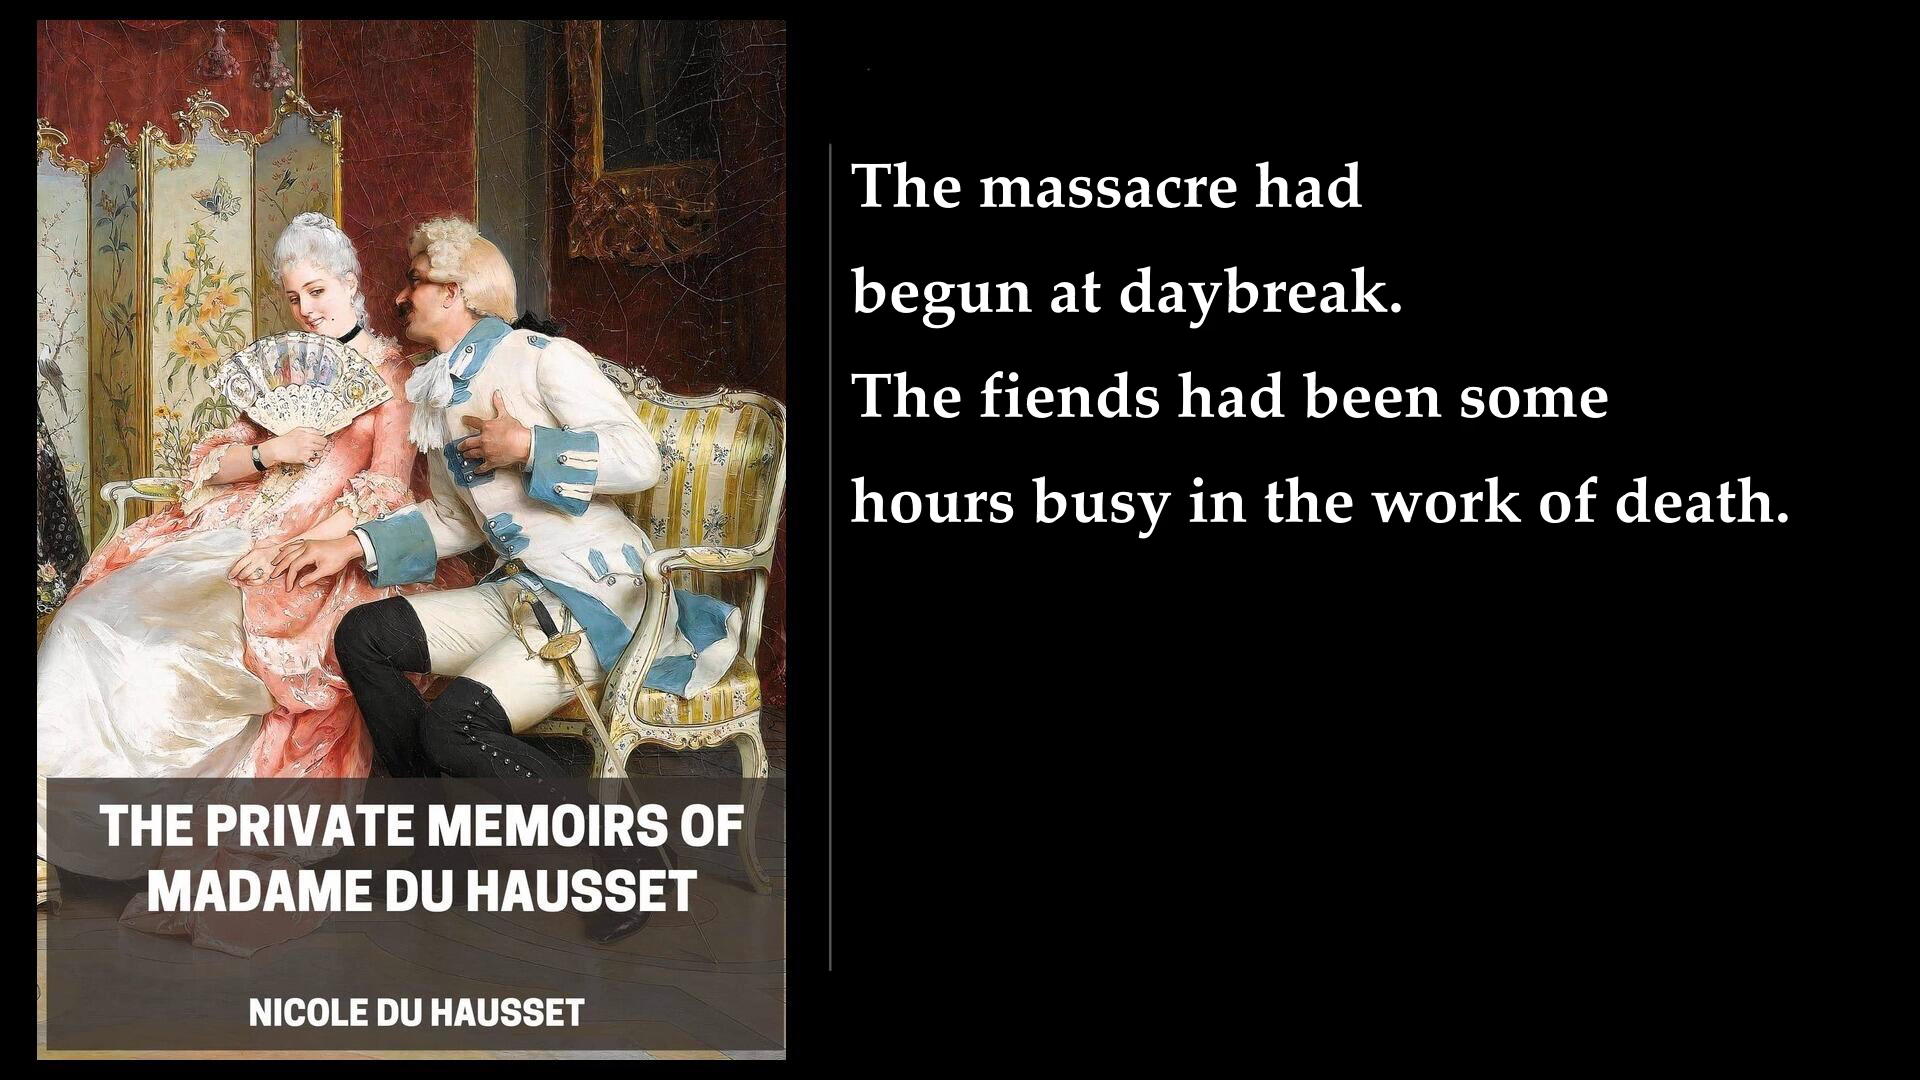 The massacre had
begun at daybreak.
The fiends had been some
hours busy in the work of death.
THE PRIVATE MEMOIRS OF
MADAME DU HAUSSET
NICOLE DU HAUSSET